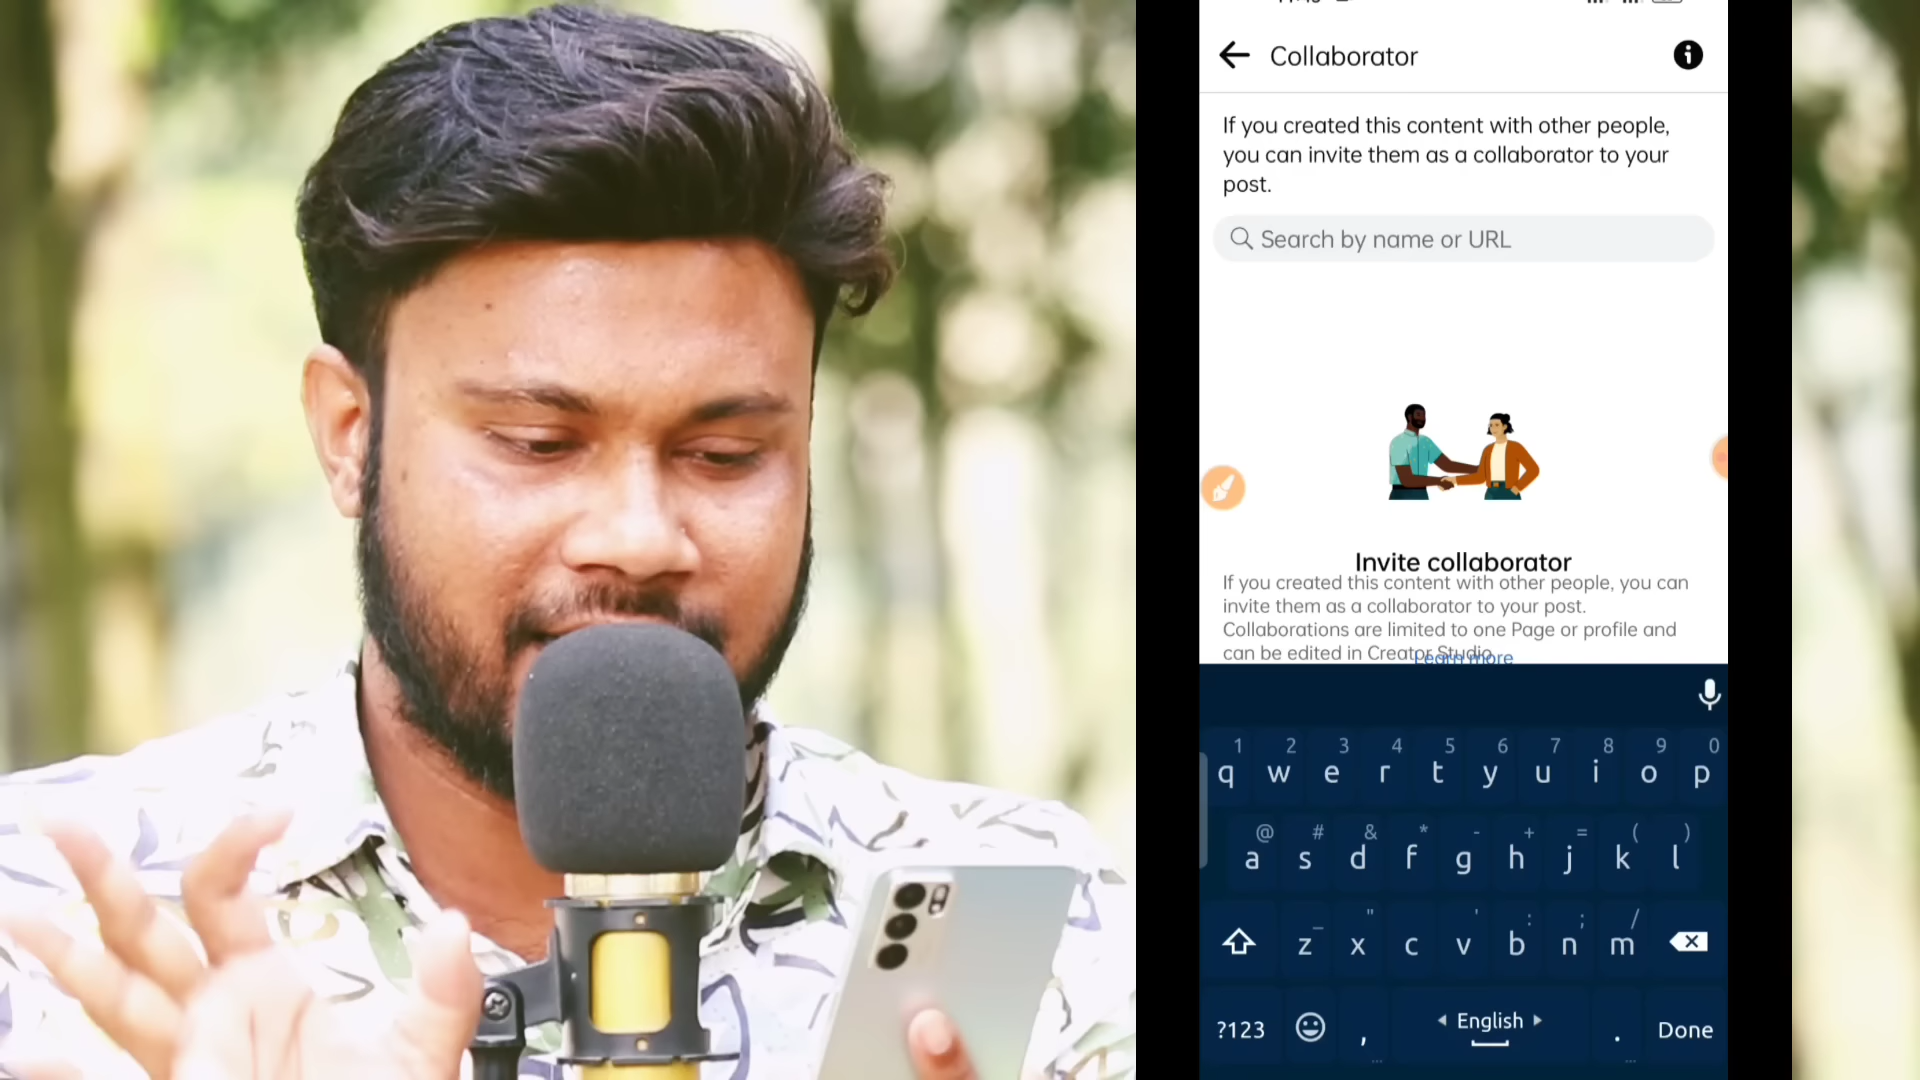 Collaborator
If you created this content with other people,
you can invite them as a collaborator to your
post.
Search by name or URL
Invite collaborator
If you created this content with other people, you can
invite them as a collaborator to your post.
Collaborations are limited to one Page or profile and
can be edited in Creator Studio.
Learn more
1 2 3 4 5 6 7 8 9 0
q w e r t y u i o p
@ # & * - + = ( )
a s d f g h j k l
_ " ' : ; /
z x c v b n m
?123 , English . Done